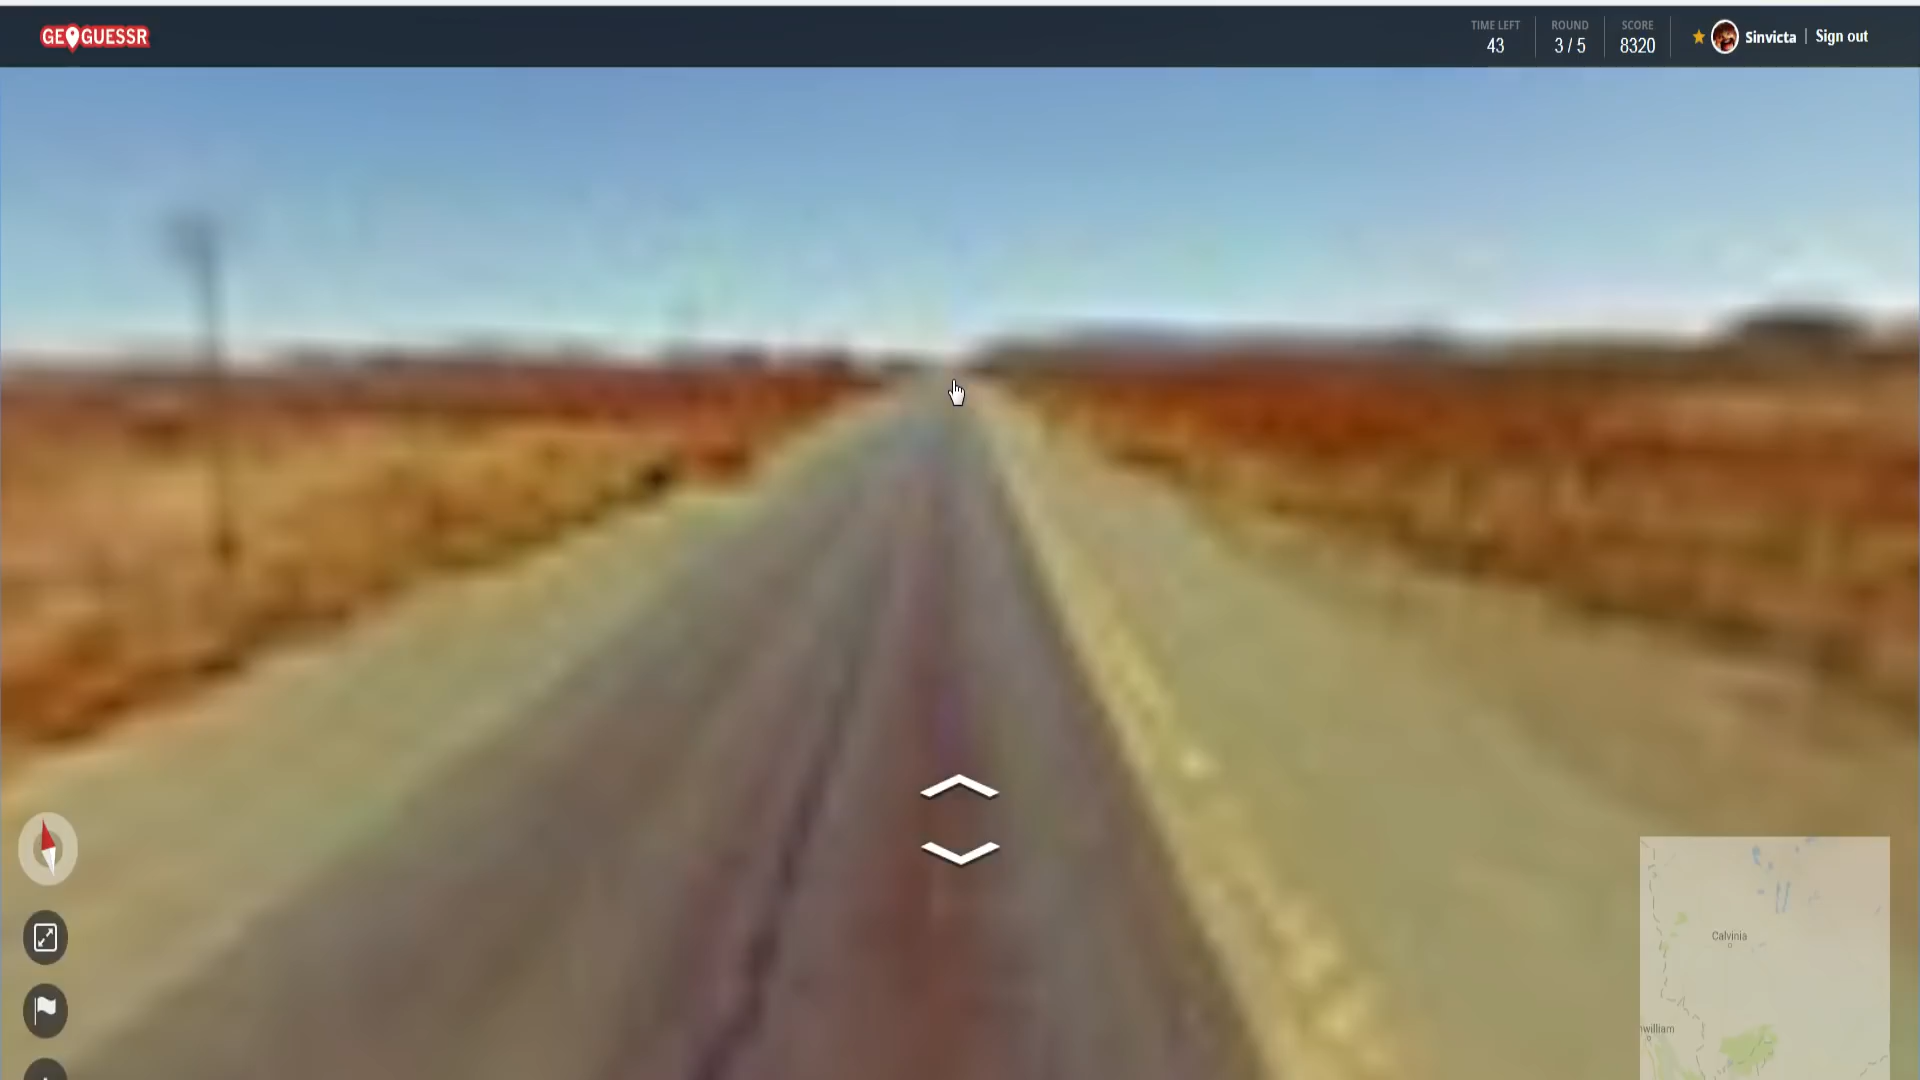 GEOGUESSR
TIME LEFT
43
ROUND
3 / 5
SCORE
8320
Sinvicta | Sign out
Calvinia
nwilliam